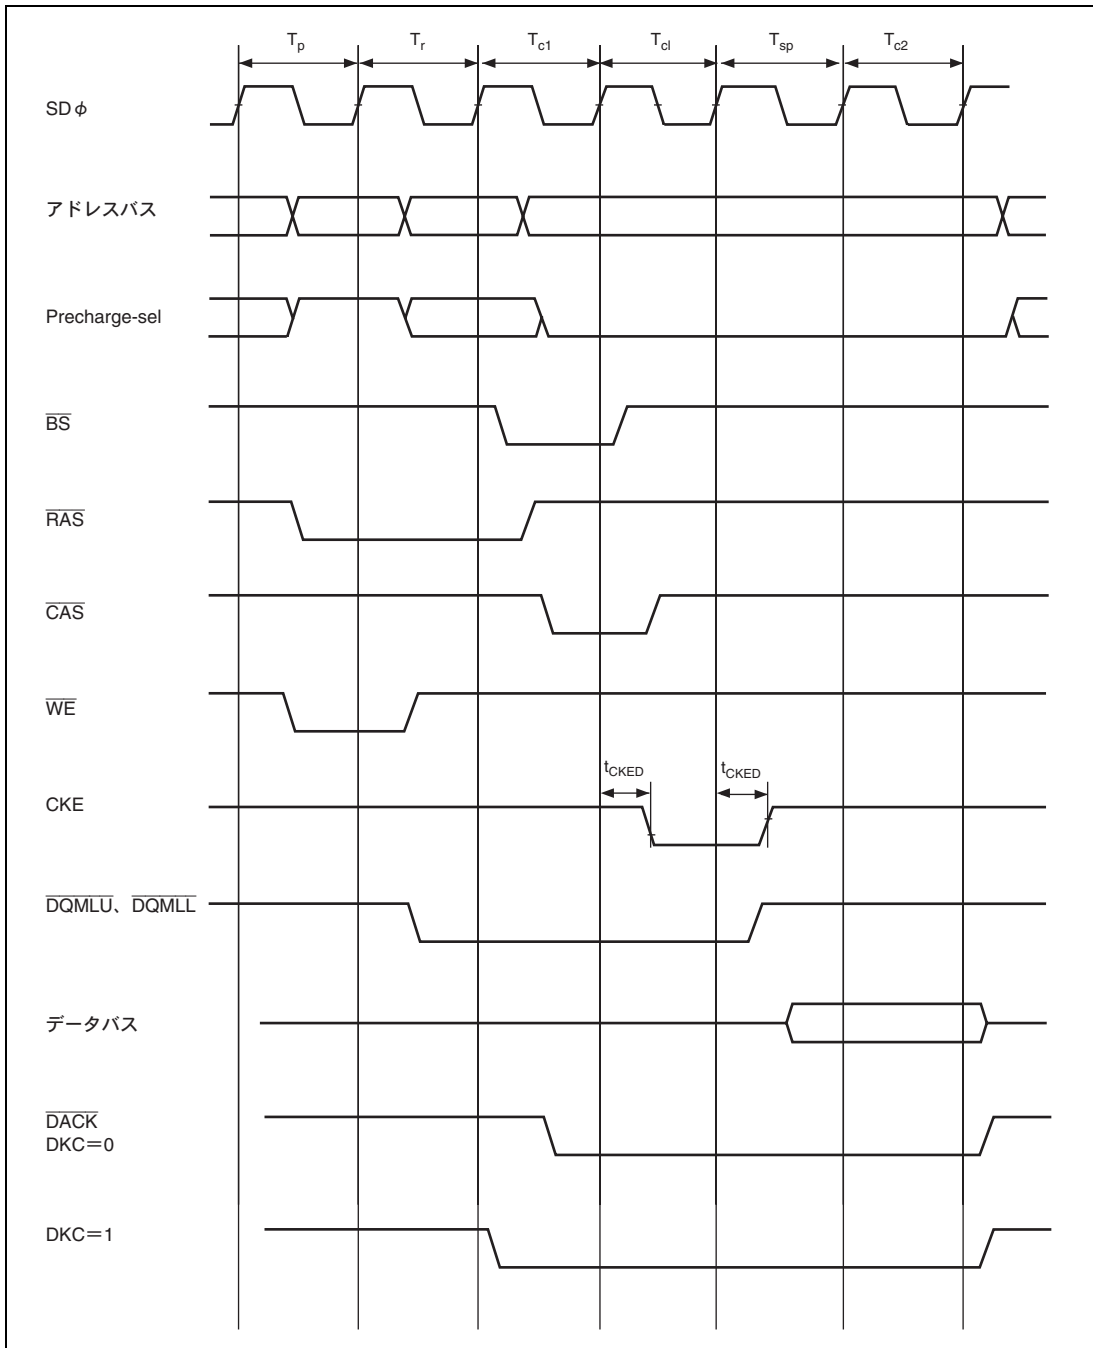 Tp Tr Tc1 Tcl Tsp Tc2
SDφ
アドレスバス
Precharge-sel
BS
RAS
CAS
WE
tCKED tCKED
CKE
DQMLU、DQMLL
データバス
DACK
DKC＝0
DKC＝1